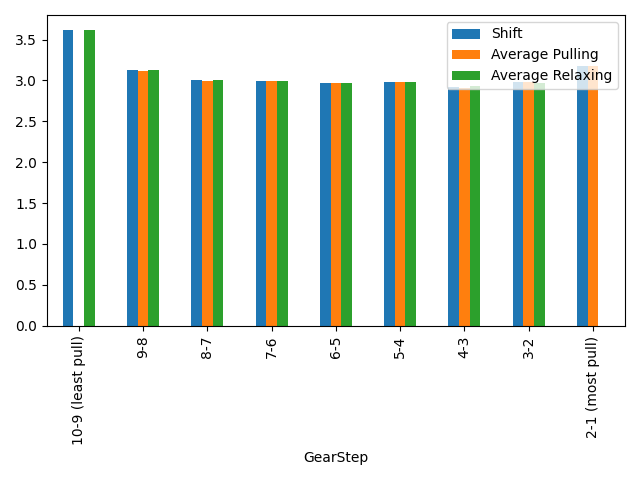 3.5
3.0
2.5
2.0
1.5
1.0
0.5
0.0
Shift
Average Pulling
Average Relaxing
10-9 (least pull)
9-8
8-7
7-6
6-5
5-4
4-3
3-2
2-1 (most pull)
GearStep